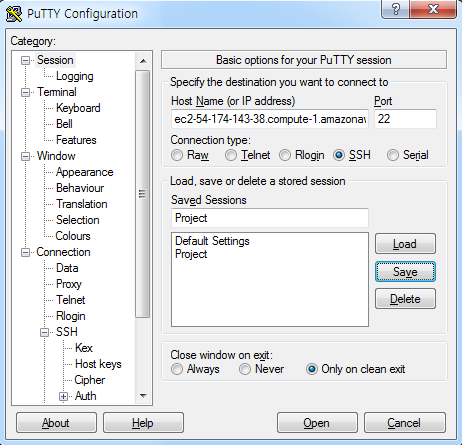 PuTTY Configuration
Category:
Session
Logging
Terminal
Keyboard
Bell
Features
Window
Appearance
Behaviour
Translation
Selection
Colours
Connection
Data
Proxy
Telnet
Rlogin
SSH
Kex
Host keys
Cipher
Auth
Basic options for your PuTTY session
Specify the destination you want to connect to
Host Name (or IP address) Port
ec2-54-174-143-38.compute-1.amazonav 22
Connection type:
Raw Telnet Rlogin SSH Serial
Load, save or delete a stored session
Saved Sessions
Project
Default Settings
Project
Load
Save
Delete
Close window on exit:
Always Never Only on clean exit
About Help Open Cancel